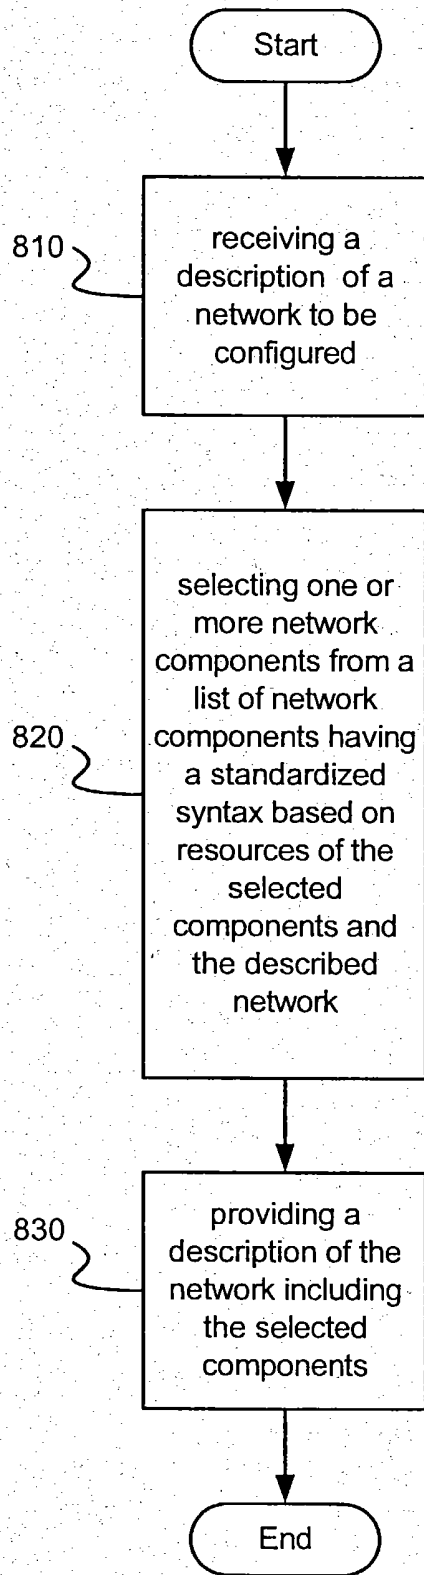 Start
810
receiving a
description of a
network to be
configured
820
selecting one or
more network
components from a
list of network
components having
a standardized
syntax based on
resources of the
selected
components and
the described
network
830
providing a
description of the
network including
the selected
components
End